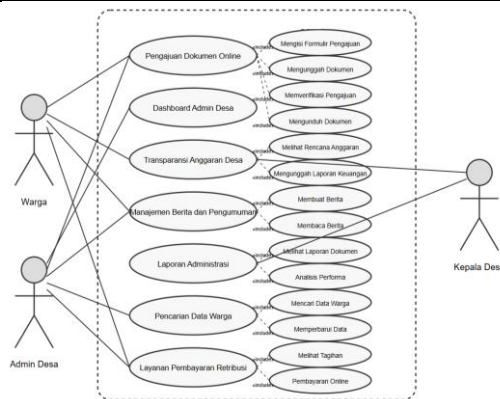 Pengajuan Dokumen Online
Dashboard Admin Desa
Transparansi Anggaran Desa
Manajemen Berita dan Pengumuman
Laporan Administrasi
Pencarian Data Warga
Layanan Pembayaran Retribusi
Mengisi Formulir Pengajuan
Mengunggah Dokumen
Memverifikasi Pengajuan
Mengunduh Dokumen
Melihat Rencana Anggaran
Mengunggah Laporan Keuangan
Membuat Berita
Membaca Berita
Melihat Laporan Dokumen
Analisis Performa
Mencari Data Warga
Memperbarui Data
Melihat Tagihan
Pembayaran Online
Warga
Admin Desa
Kepala Des